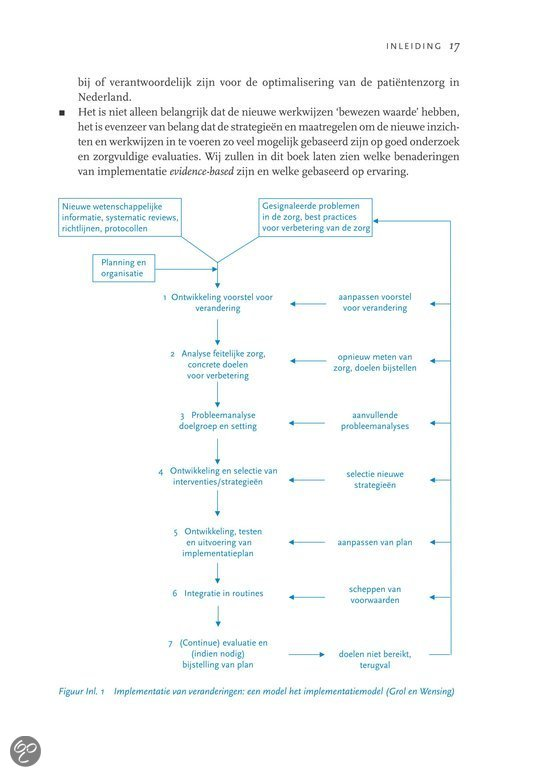 INLEIDING 17
bij of verantwoordelijk zijn voor de optimalisering van de patiëntenzorg in
Nederland.
■ Het is niet alleen belangrijk dat de nieuwe werkwijzen ‘bewezen waarde’ hebben,
het is evenzeer van belang dat de strategieën en maatregelen om de nieuwe inzich-
ten en werkwijzen in te voeren zo veel mogelijk gebaseerd zijn op goed onderzoek
en zorgvuldige evaluaties. Wij zullen in dit boek laten zien welke benaderingen
van implementatie evidence-based zijn en welke gebaseerd op ervaring.
Nieuwe wetenschappelijke
informatie, systematic reviews,
richtlijnen, protocollen
Gesignaleerde problemen
in de zorg, best practices
voor verbetering van de zorg
Planning en
organisatie
1 Ontwikkeling voorstel voor
verandering
aanpassen voorstel
voor verandering
2 Analyse feitelijke zorg,
concrete doelen
voor verbetering
opnieuw meten van
zorg, doelen bijstellen
3 Probleemanalyse
doelgroep en setting
aanvullende
probleemanalyses
4 Ontwikkeling en selectie van
interventies/strategieën
selectie nieuwe
strategieën
5 Ontwikkeling, testen
en uitvoering van
implementatieplan
aanpassen van plan
6 Integratie in routines
scheppen van
voorwaarden
7 (Continue) evaluatie en
(indien nodig)
bijstelling van plan
doelen niet bereikt,
terugval
Figuur Inl. 1 Implementatie van veranderingen: een model het implementatiemodel (Grol en Wensing)